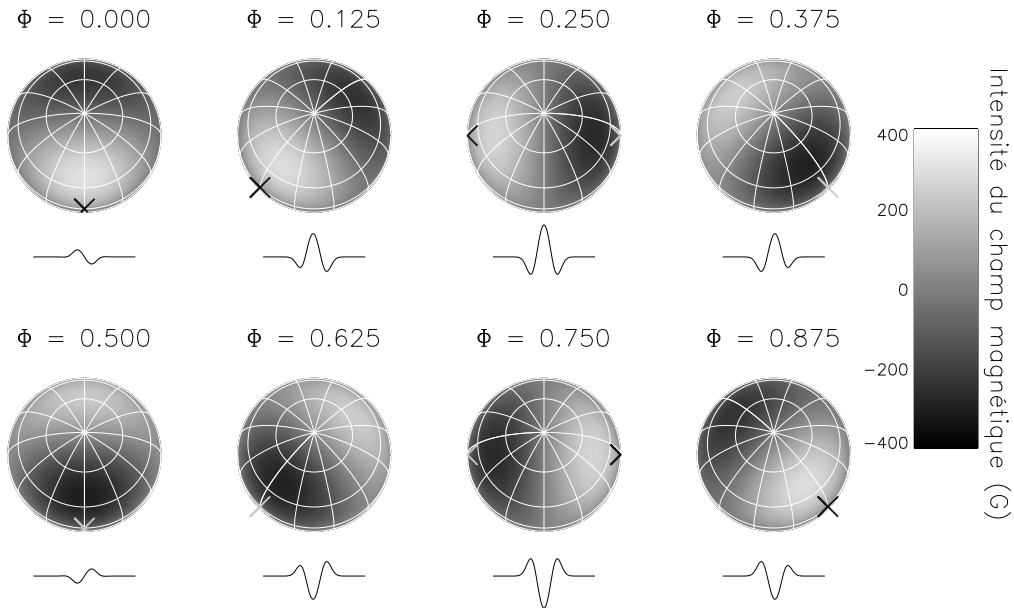 Φ = 0.000
Φ = 0.125
Φ = 0.250
Φ = 0.375
Φ = 0.500
Φ = 0.625
Φ = 0.750
Φ = 0.875
400
200
0
−200
−400
Intensité du champ magnétique (G)